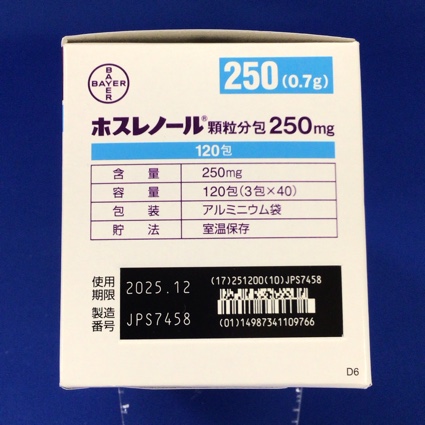 BAYER
BAYER
250(0.7g)
ホスレノール® 顆粒分包 250mg
120包
含 量 250mg
容 量 120包(3包×40)
包 装 アルミニウム袋
貯 法 室温保存
使用期限 2025.12
製造番号 JPS7458
(17)251200(10)JPS7458
(01)14987341109766
D6